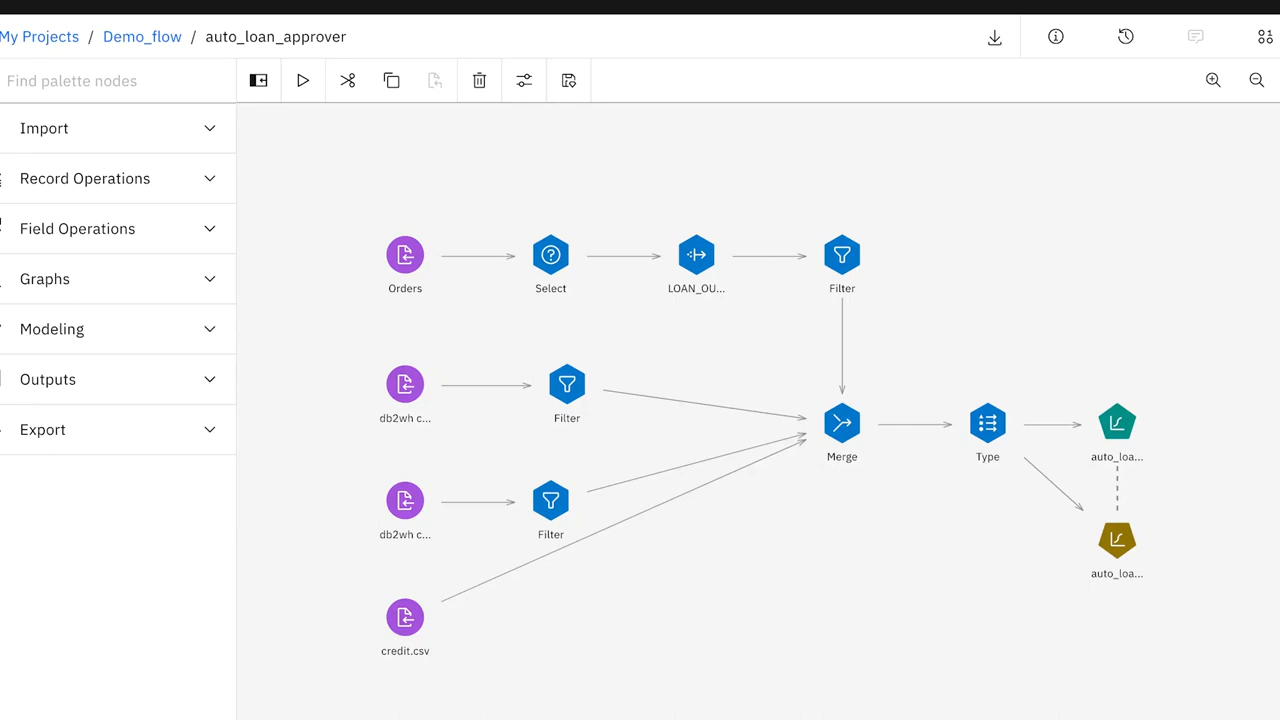 My Projects / Demo_flow / auto_loan_approver
Find palette nodes
Import
Record Operations
Field Operations
Graphs
Modeling
Outputs
Export
Orders
Select
LOAN_OU...
Filter
db2wh c...
Filter
Merge
Type
auto_loa...
db2wh c...
Filter
auto_loa...
credit.csv